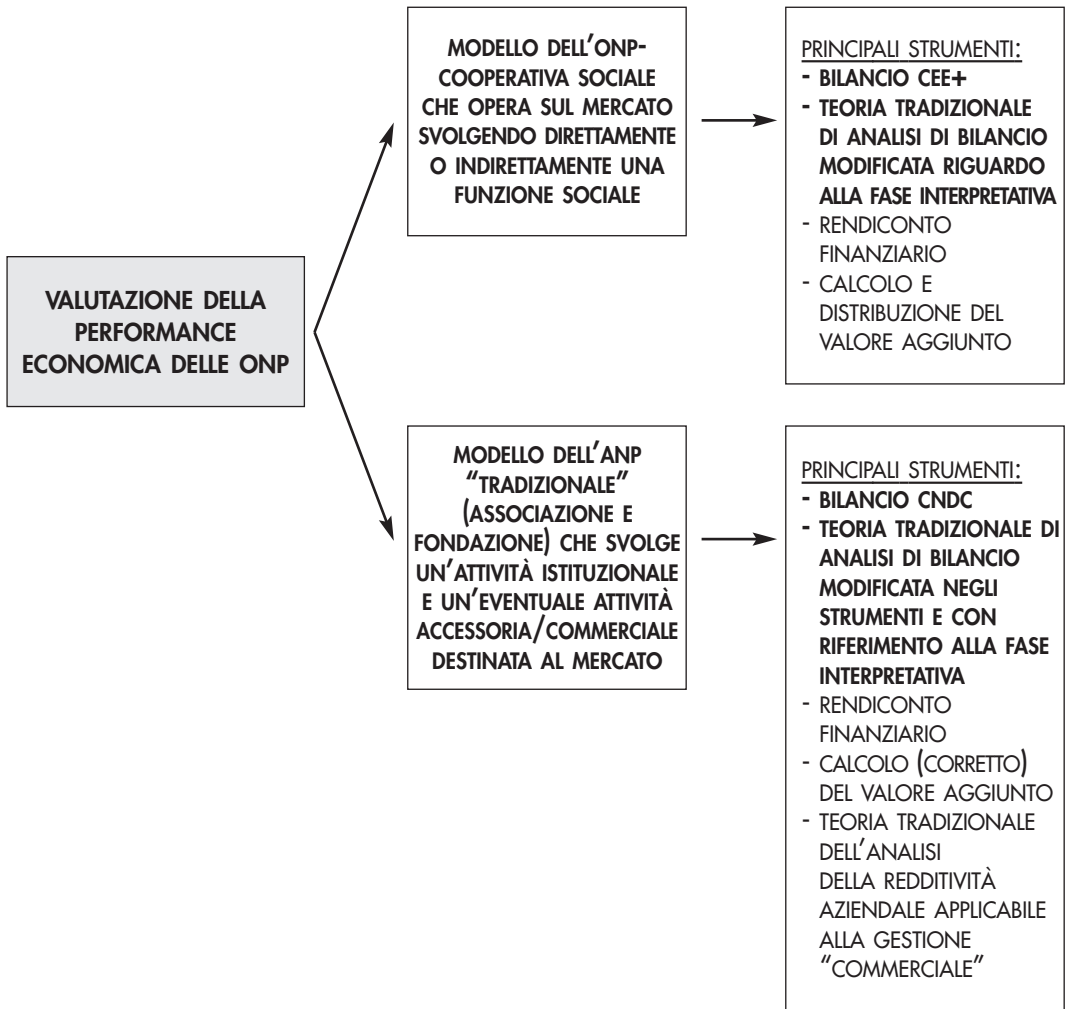 VALUTAZIONE DELLA
PERFORMANCE
ECONOMICA DELLE ONP
MODELLO DELL'ONP-
COOPERATIVA SOCIALE
CHE OPERA SUL MERCATO
SVOLGENDO DIRETTAMENTE
O INDIRETTAMENTE UNA
FUNZIONE SOCIALE
PRINCIPALI STRUMENTI:
- BILANCIO CEE+
- TEORIA TRADIZIONALE
DI ANALISI DI BILANCIO
MODIFICATA RIGUARDO
ALLA FASE INTERPRETATIVA
- RENDICONTO
FINANZIARIO
- CALCOLO E
DISTRIBUZIONE DEL
VALORE AGGIUNTO
MODELLO DELL'ANP
"TRADIZIONALE"
(ASSOCIAZIONE E
FONDAZIONE) CHE SVOLGE
UN'ATTIVITÀ ISTITUZIONALE
E UN'EVENTUALE ATTIVITÀ
ACCESSORIA/COMMERCIALE
DESTINATA AL MERCATO
PRINCIPALI STRUMENTI:
- BILANCIO CNDC
- TEORIA TRADIZIONALE DI
ANALISI DI BILANCIO
MODIFICATA NEGLI
STRUMENTI E CON
RIFERIMENTO ALLA FASE
INTERPRETATIVA
- RENDICONTO
FINANZIARIO
- CALCOLO (CORRETTO)
DEL VALORE AGGIUNTO
- TEORIA TRADIZIONALE
DELL'ANALISI
DELLA REDDITIVITÀ
AZIENDALE APPLICABILE
ALLA GESTIONE
"COMMERCIALE"